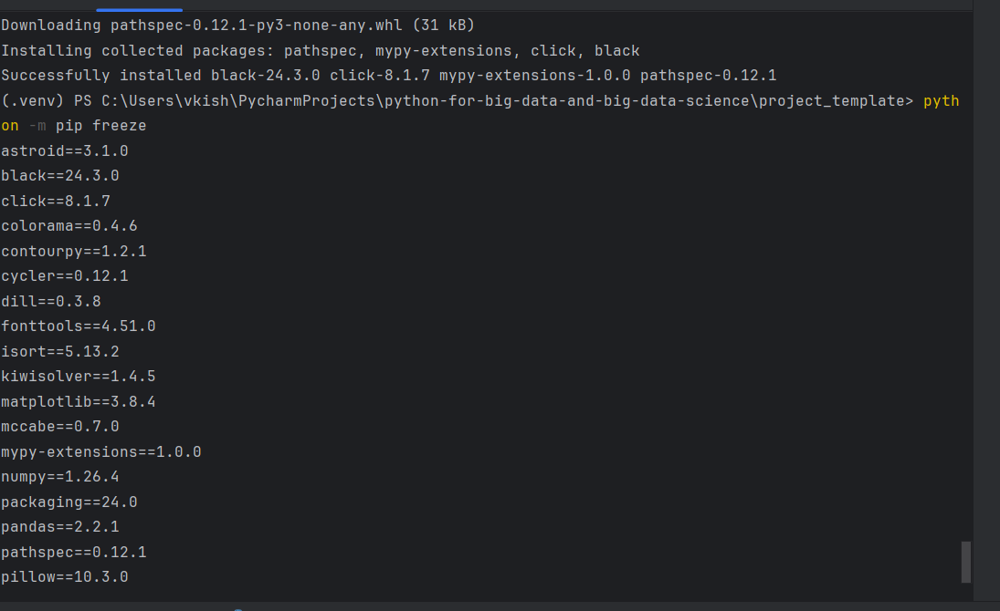 Downloading pathspec-0.12.1-py3-none-any.whl (31 kB)
Installing collected packages: pathspec, mypy-extensions, click, black
Successfully installed black-24.3.0 click-8.1.7 mypy-extensions-1.0.0 pathspec-0.12.1
(.venv) PS C:\Users\vkish\PycharmProjects\python-for-big-data-and-big-data-science\project_template> pyth
on -m pip freeze
astroid==3.1.0
black==24.3.0
click==8.1.7
colorama==0.4.6
contourpy==1.2.1
cycler==0.12.1
dill==0.3.8
fonttools==4.51.0
isort==5.13.2
kiwisolver==1.4.5
matplotlib==3.8.4
mccabe==0.7.0
mypy-extensions==1.0.0
numpy==1.26.4
packaging==24.0
pandas==2.2.1
pathspec==0.12.1
pillow==10.3.0